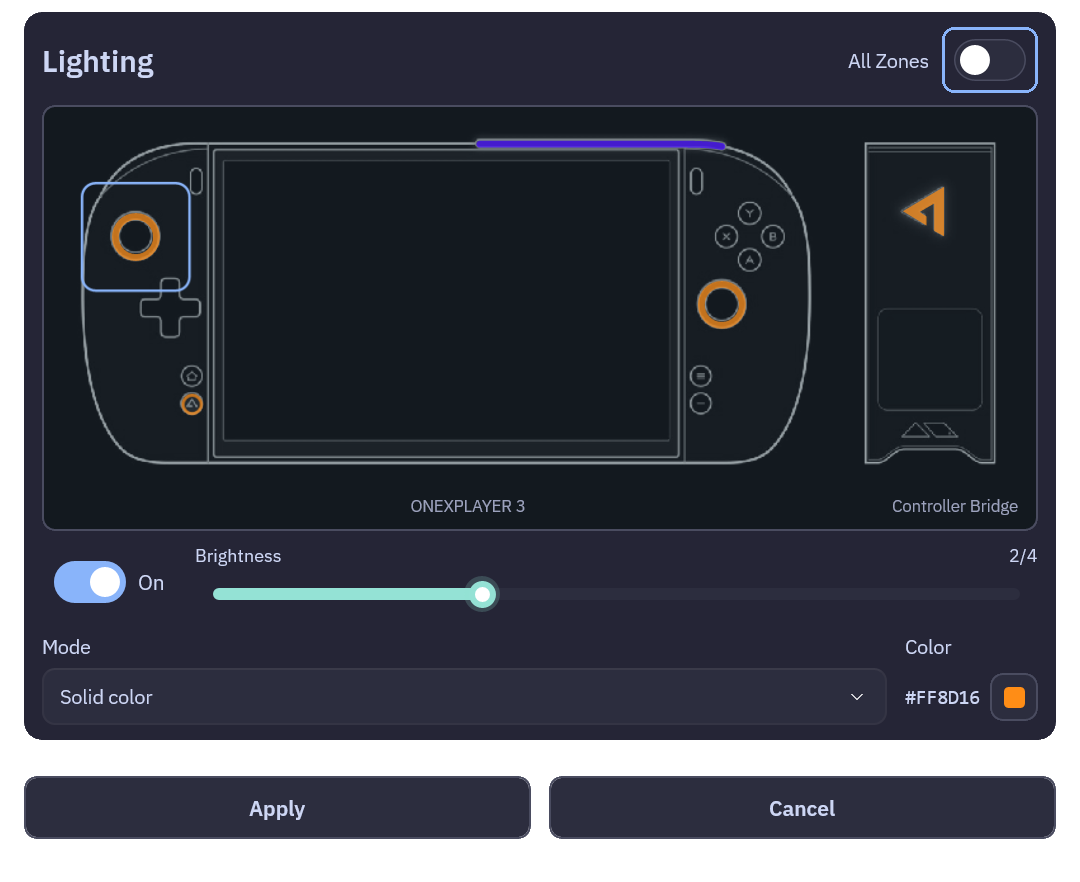 Lighting
All Zones
Y
X B
A
ONEXPLAYER 3
Controller Bridge
Brightness
2/4
On
Mode
Color
Solid color
#FF8D16
Apply
Cancel